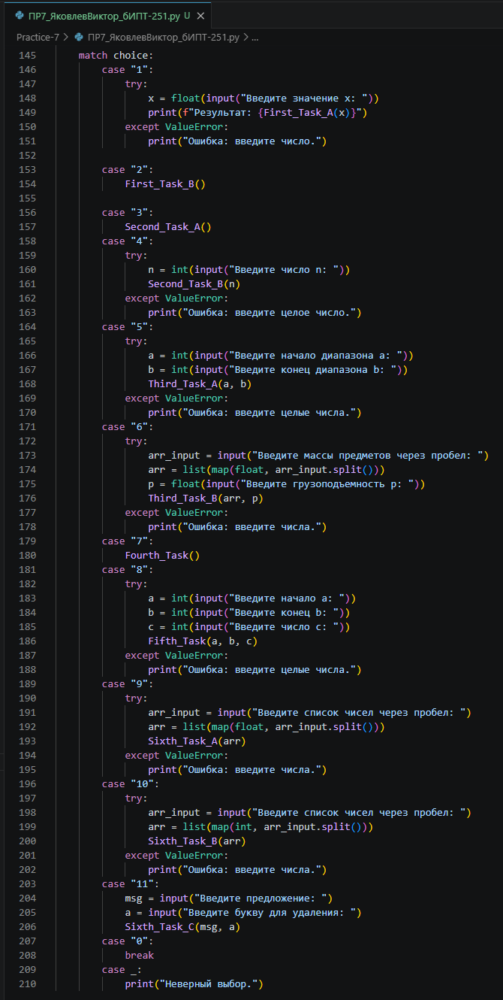 ПР7_ЯковлевВиктор_бИПТ-251.py U ×
Practice-7 > ПР7_ЯковлевВиктор_бИПТ-251.py > ...
145 match choice:
146 case "1":
147 try:
148 x = float(input("Введите значение x: "))
149 print(f"Результат: {First_Task_A(x)}")
150 except ValueError:
151 print("Ошибка: введите число.")
152
153 case "2":
154 First_Task_B()
155
156 case "3":
157 Second_Task_A()
158 case "4":
159 try:
160 n = int(input("Введите число n: "))
161 Second_Task_B(n)
162 except ValueError:
163 print("Ошибка: введите целое число.")
164 case "5":
165 try:
166 a = int(input("Введите начало диапазона a: "))
167 b = int(input("Введите конец диапазона b: "))
168 Third_Task_A(a, b)
169 except ValueError:
170 print("Ошибка: введите целые числа.")
171 case "6":
172 try:
173 arr_input = input("Введите массы предметов через пробел: ")
174 arr = list(map(float, arr_input.split()))
175 p = float(input("Введите грузоподъемность p: "))
176 Third_Task_B(arr, p)
177 except ValueError:
178 print("Ошибка: введите числа.")
179 case "7":
180 Fourth_Task()
181 case "8":
182 try:
183 a = int(input("Введите начало a: "))
184 b = int(input("Введите конец b: "))
185 c = int(input("Введите число c: "))
186 Fifth_Task(a, b, c)
187 except ValueError:
188 print("Ошибка: введите целые числа.")
189 case "9":
190 try:
191 arr_input = input("Введите список чисел через пробел: ")
192 arr = list(map(float, arr_input.split()))
193 Sixth_Task_A(arr)
194 except ValueError:
195 print("Ошибка: введите числа.")
196 case "10":
197 try:
198 arr_input = input("Введите список чисел через пробел: ")
199 arr = list(map(int, arr_input.split()))
200 Sixth_Task_B(arr)
201 except ValueError:
202 print("Ошибка: введите числа.")
203 case "11":
204 msg = input("Введите предложение: ")
205 a = input("Введите букву для удаления: ")
206 Sixth_Task_C(msg, a)
207 case "0":
208 break
209 case _:
210 print("Неверный выбор.")